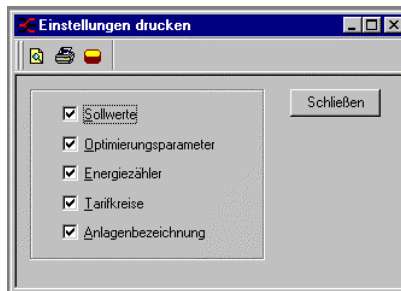 Einstellungen drucken
Sollwerte
Schließen
Optimierungsparameter
Energiezähler
Tarifkreise
Anlagenbezeichnung